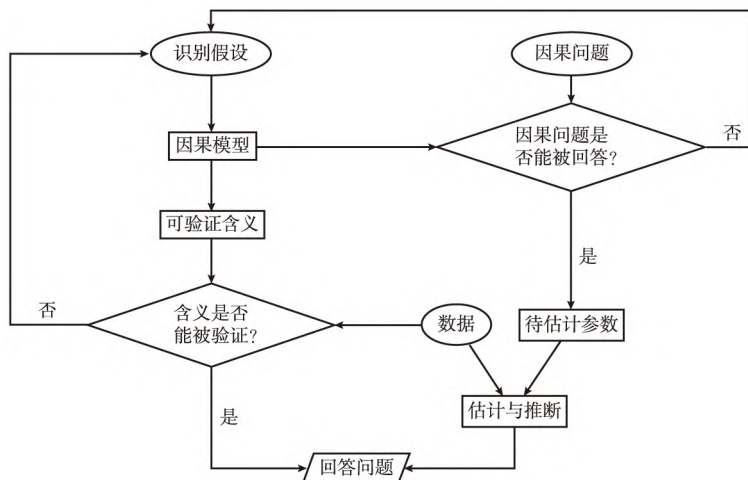 识别假设
因果问题
因果模型
因果问题是
否能被回答?
否
可验证含义
是
否
含义是否
能被验证?
数据
待估计参数
是
估计与推断
回答问题